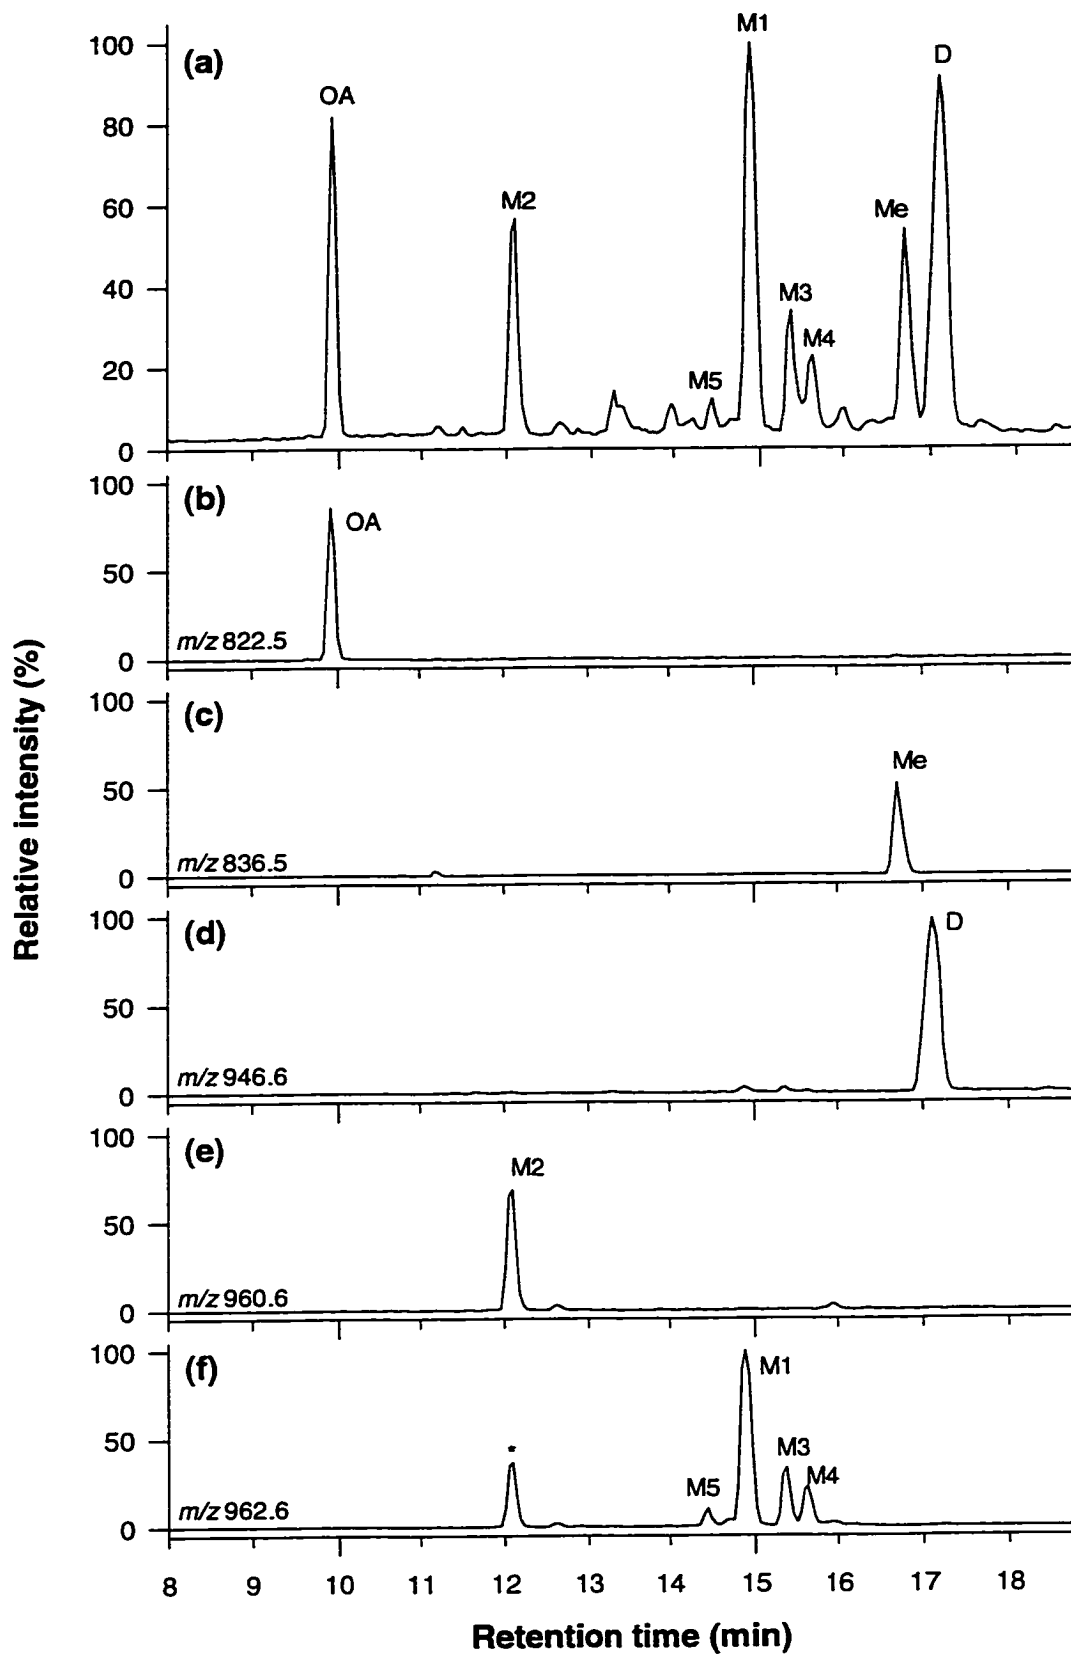 (a)
100
80
60
40
20
0
OA
M2
M5
M1
M3
M4
Me
D
(b)
100
50
0
OA
m/z 822.5
(c)
100
50
0
Me
m/z 836.5
(d)
100
50
0
D
m/z 946.6
(e)
100
50
0
M2
m/z 960.6
(f)
100
50
0
*
M5
M1
M3
M4
m/z 962.6
8 9 10 11 12 13 14 15 16 17 18
Retention time (min)
Relative intensity (%)